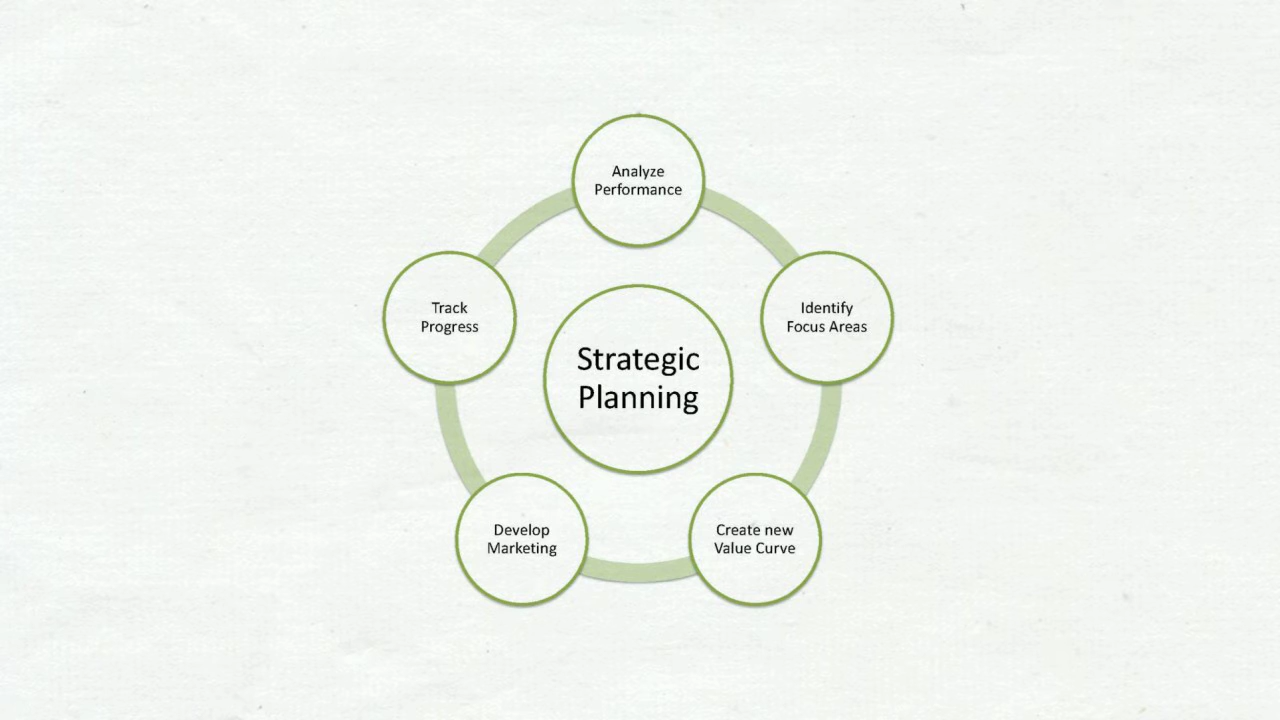 Analyze
Performance
Track
Progress
Identify
Focus Areas
Strategic
Planning
Develop
Marketing
Create new
Value Curve